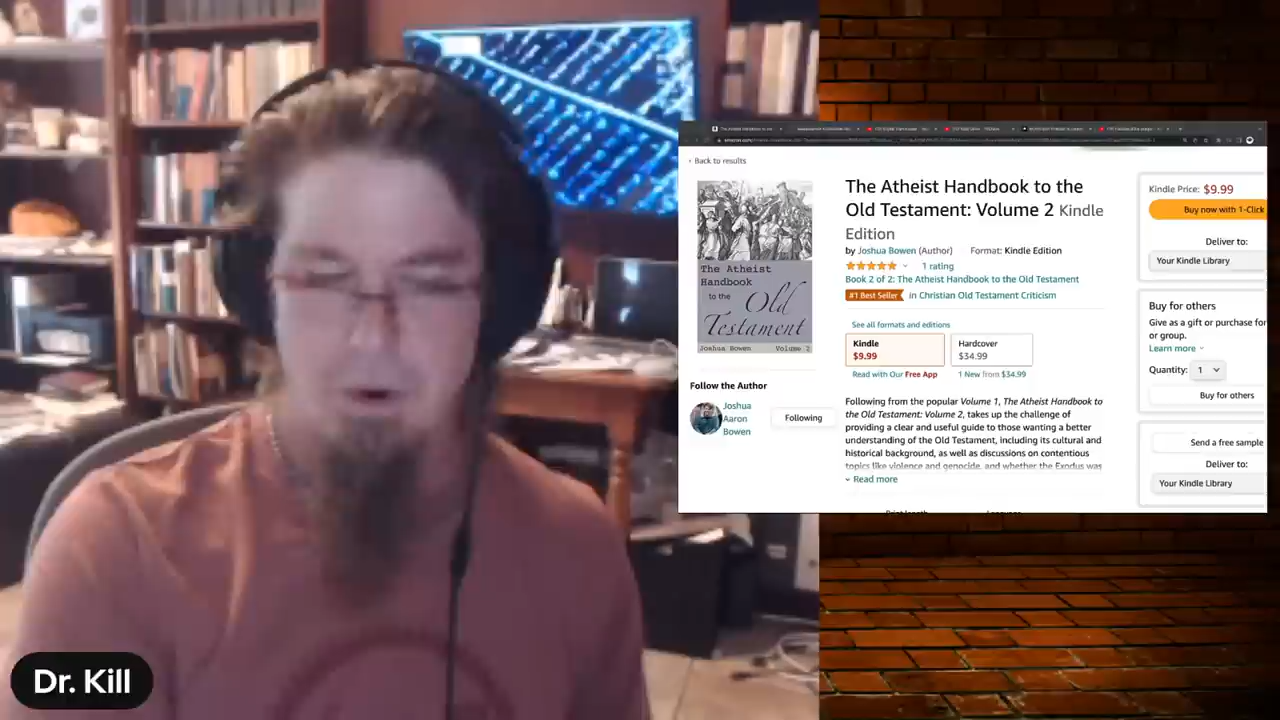 Back to results
The Atheist Handbook to the
Old Testament: Volume 2 Kindle
Edition
by Joshua Bowen (Author) Format: Kindle Edition
1 rating
Book 2 of 2: The Atheist Handbook to the Old Testament
#1 Best Seller in Christian Old Testament Criticism
See all formats and editions
Kindle
$9.99
Hardcover
$34.99
Read with Our Free App
1 New from $34.99
Following from the popular Volume 1, The Atheist Handbook to
the Old Testament: Volume 2, takes up the challenge of
providing a clear and useful guide to those wanting a better
understanding of the Old Testament, including its cultural and
historical background, as well as discussions on contentious
topics like violence and genocide, and whether the Exodus was
Read more
The Atheist
Handbook
to the
Old
Testament
Joshua Bowen Volume 2
Follow the Author
Joshua
Aaron
Bowen
Following
Kindle Price: $9.99
Buy now with 1-Click
Deliver to:
Your Kindle Library
Buy for others
Give as a gift or purchase for
or group.
Learn more
Quantity: 1
Buy for others
Send a free sample
Deliver to:
Your Kindle Library
Dr. Kill